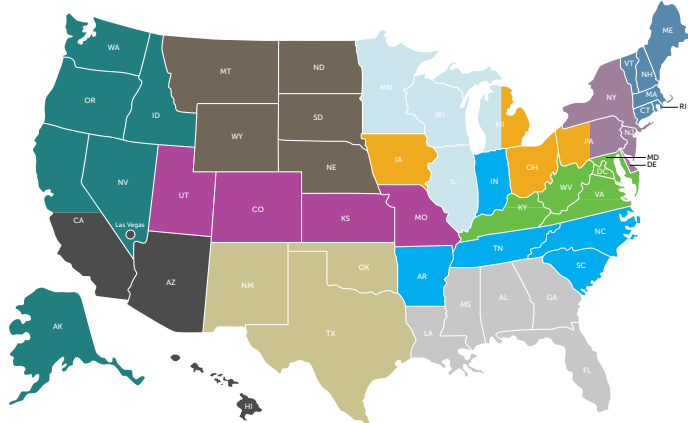 WA
MT
ND
ME
VT
NH
OR
ID
SD
MN
WI
MI
NY
MA
CT
RI
WY
NE
IA
PA
NJ
NV
UT
CO
KS
MO
IL
IN
OH
MD
DE
DC
WV
VA
KY
CA
Las Vegas
AZ
NM
OK
AR
TN
NC
SC
TX
LA
MS
AL
GA
FL
AK
HI